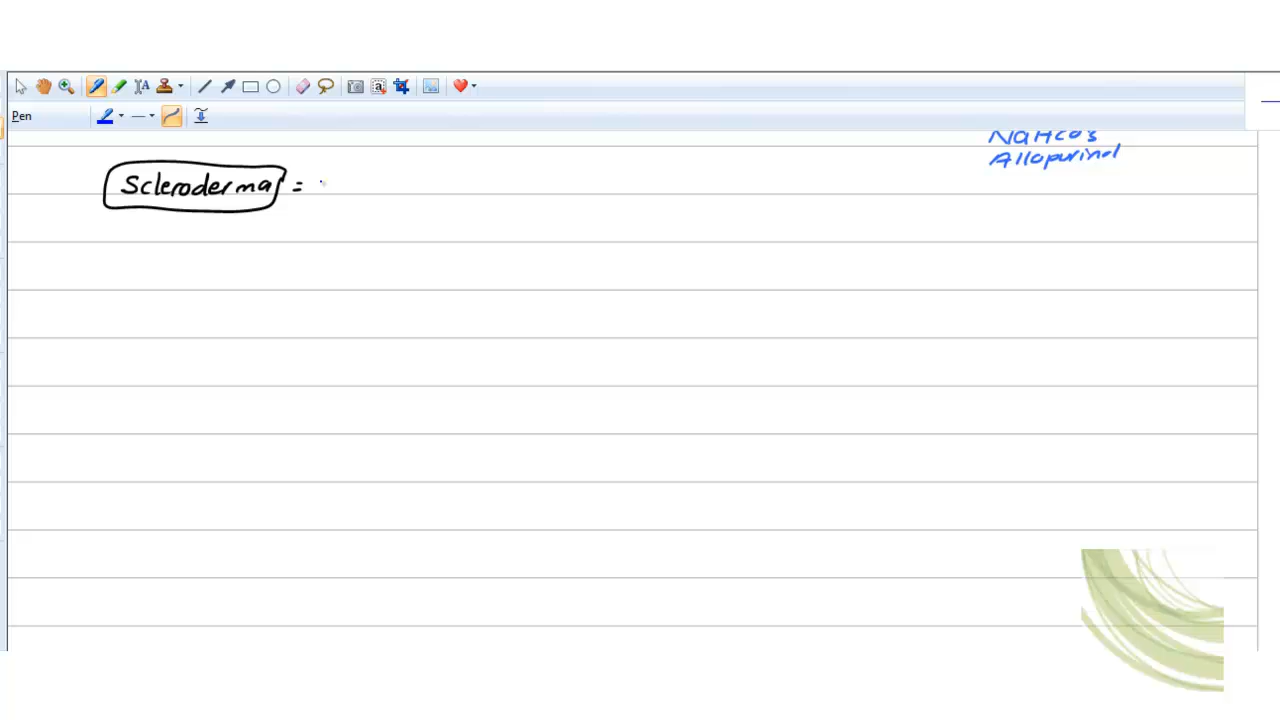 Pen
NaHCO3
Allopurinol
Scleroderma =